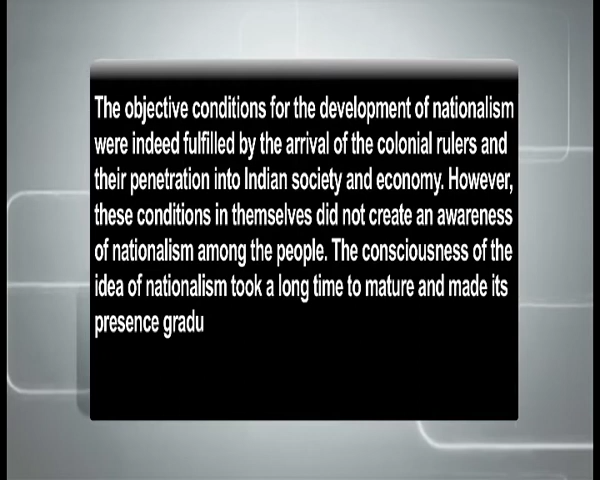 The objective conditions for the development of nationalism
were indeed fulfilled by the arrival of the colonial rulers and
their penetration into Indian society and economy. However,
these conditions in themselves did not create an awareness
of nationalism among the people. The consciousness of the
idea of nationalism took a long time to mature and made its
presence gradu